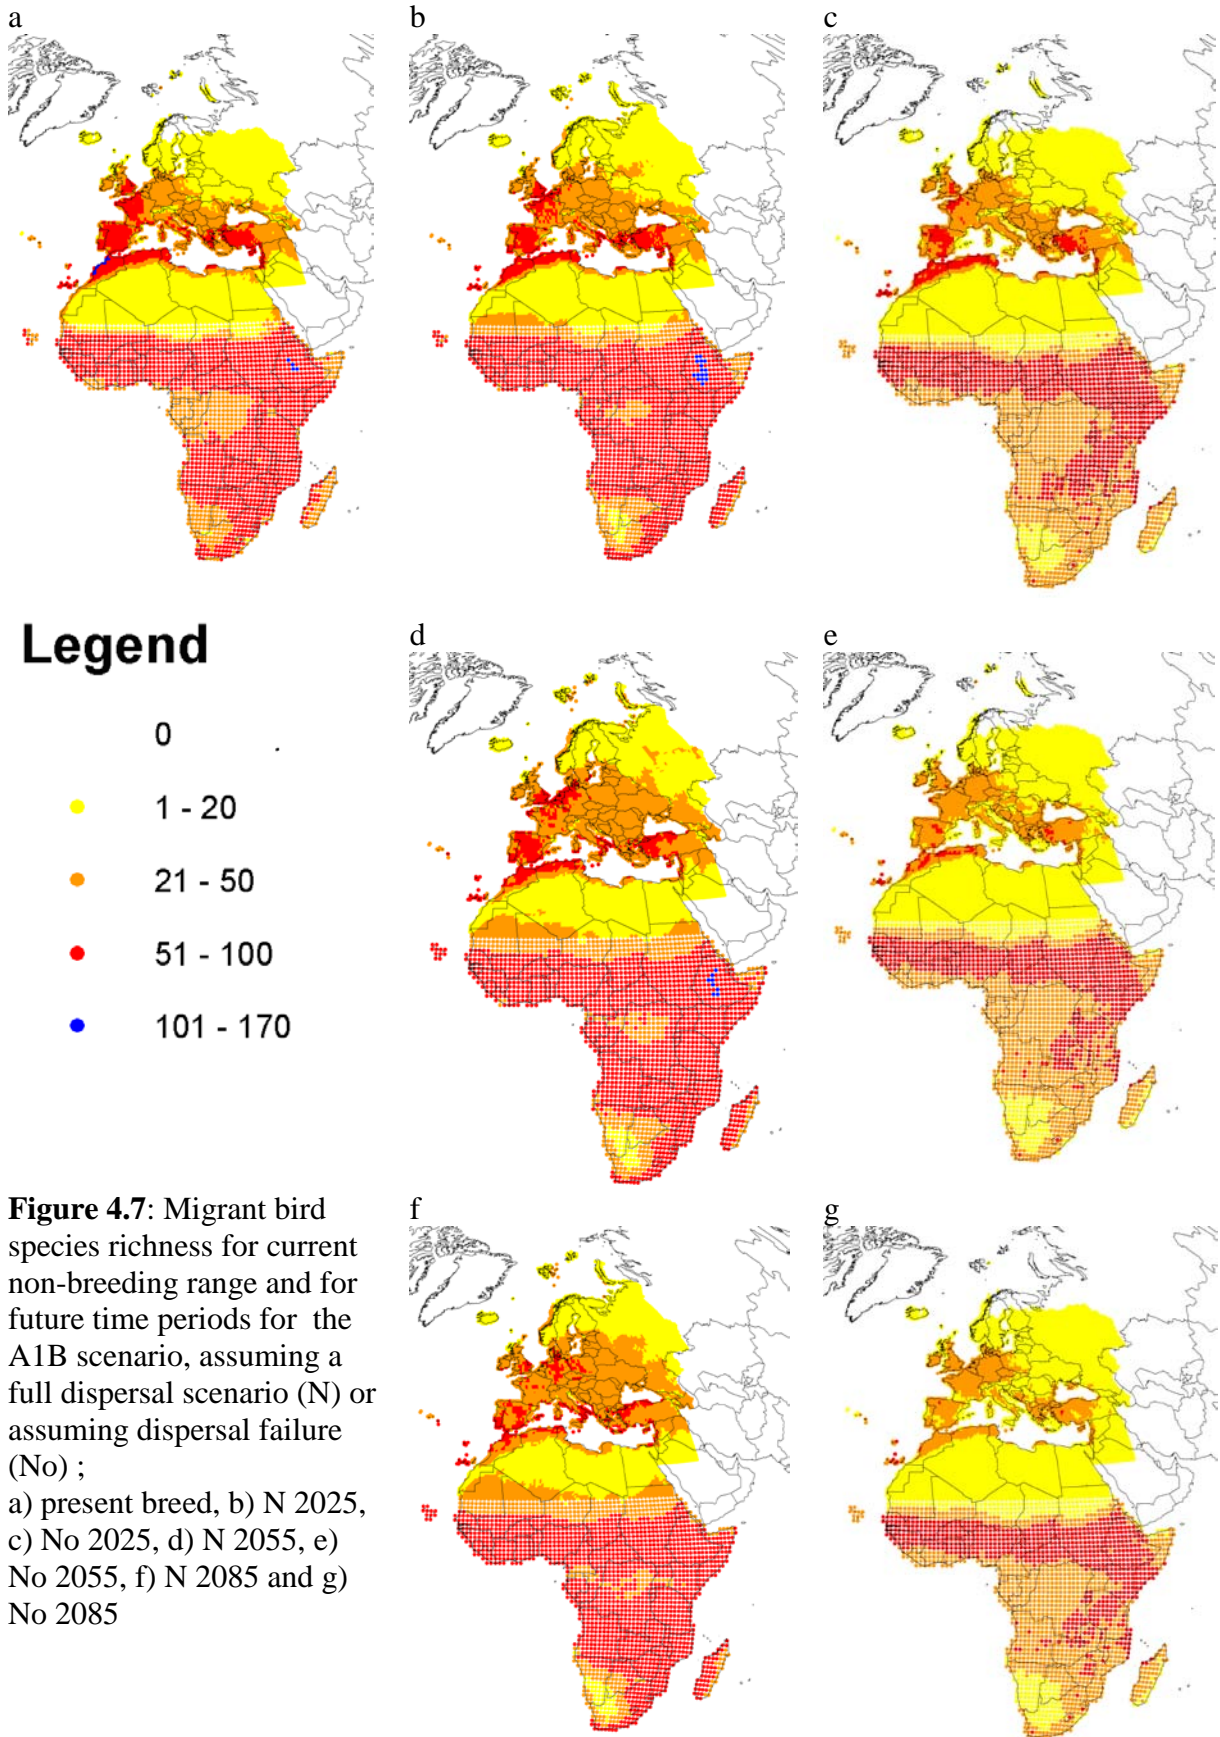 a
b
c
Legend
0
1 - 20
21 - 50
51 - 100
101 - 170
d
e
Figure 4.7: Migrant bird
species richness for current
non-breeding range and for
future time periods for the
A1B scenario, assuming a
full dispersal scenario (N) or
assuming dispersal failure
(No) ;
a) present breed, b) N 2025,
c) No 2025, d) N 2055, e)
No 2055, f) N 2085 and g)
No 2085
f
g